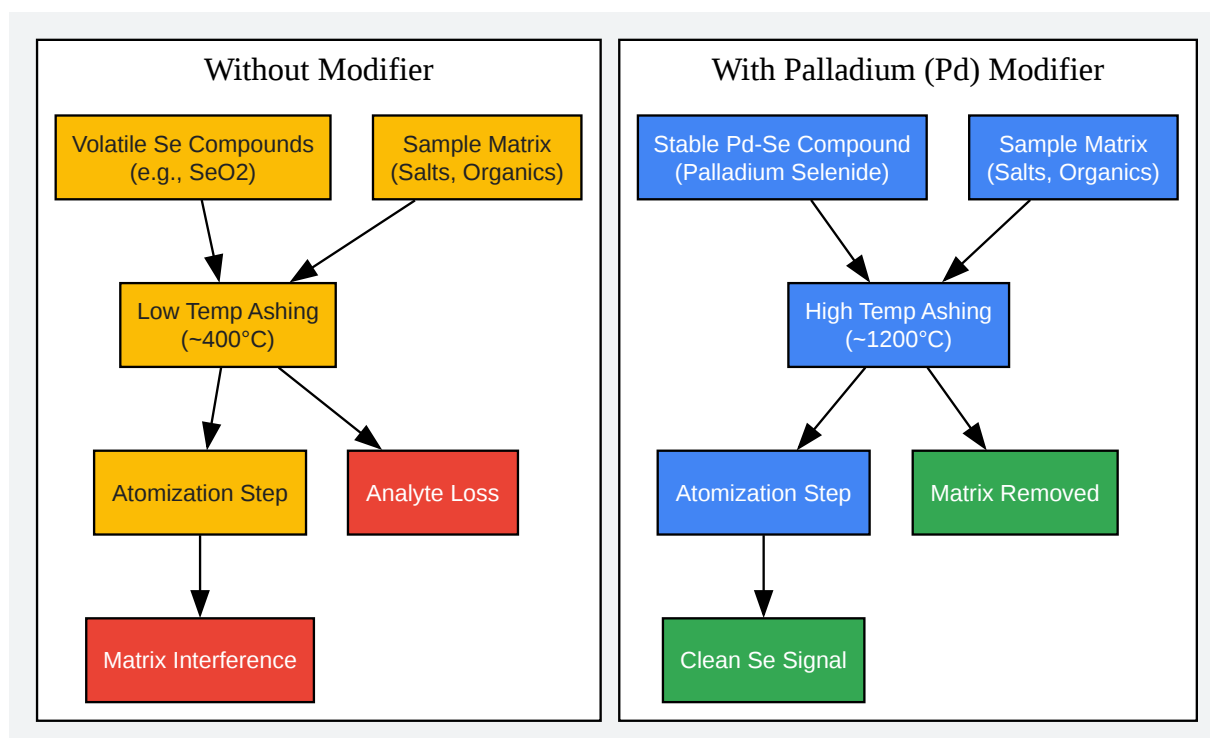 Without Modifier
Volatile Se Compounds
(e.g., SeO2)
Sample Matrix
(Salts, Organics)
Low Temp Ashing
(~400°C)
Atomization Step
Analyte Loss
Matrix Interference
With Palladium (Pd) Modifier
Stable Pd-Se Compound
(Palladium Selenide)
Sample Matrix
(Salts, Organics)
High Temp Ashing
(~1200°C)
Atomization Step
Matrix Removed
Clean Se Signal